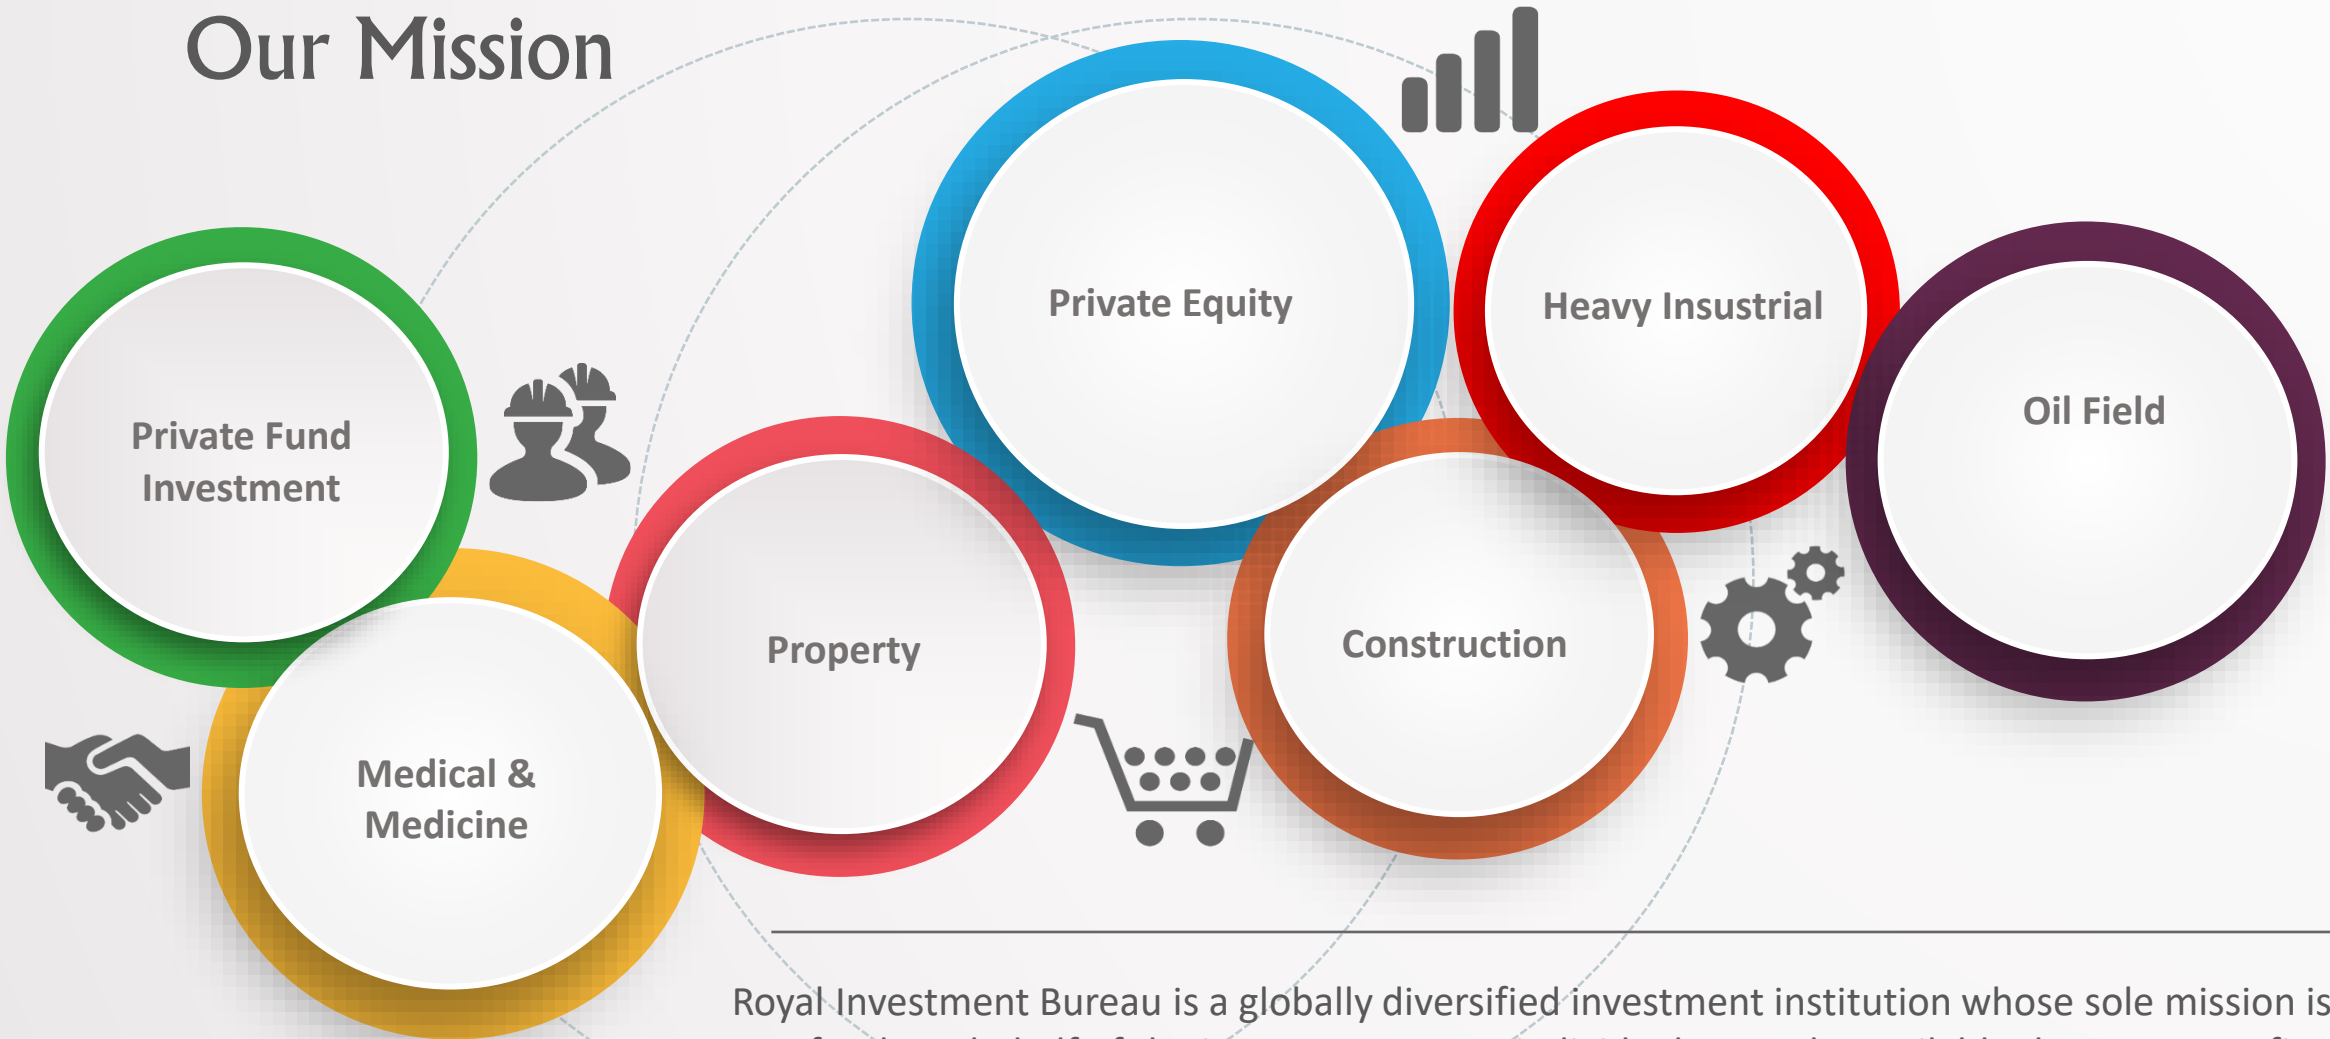 Our Mission
Private Fund
Investment
Medical &
Medicine
Property
Private Equity
Construction
Heavy Insustrial
Oil Field
Royal Investment Bureau is a globally diversified investment institution whose sole mission is